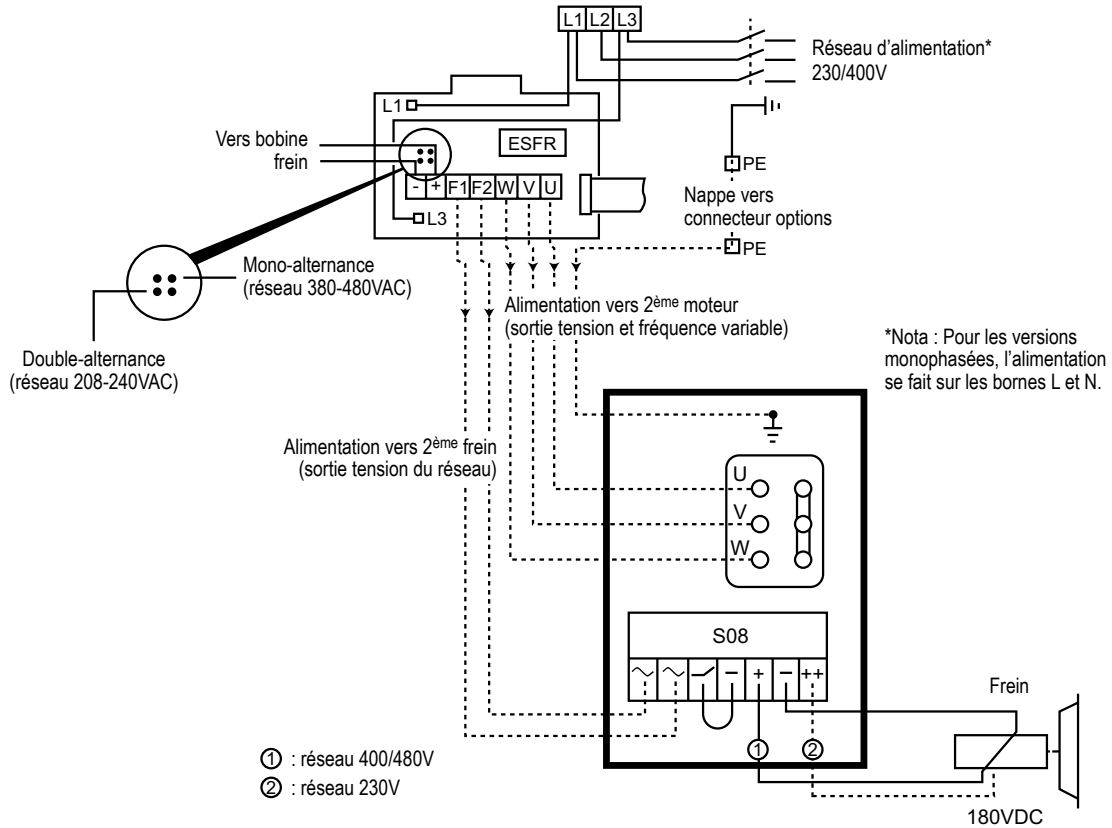 L1 L2 L3
Réseau d'alimentation*
230/400V
L1
ESFR
Vers bobine
frein
- + F1 F2 W V U
L3
PE
Nappe vers
connecteur options
PE
Mono-alternance
(réseau 380-480VAC)
Double-alternance
(réseau 208-240VAC)
Alimentation vers 2ème moteur
(sortie tension et fréquence variable)
*Nota : Pour les versions
monophasées, l'alimentation
se fait sur les bornes L et N.
Alimentation vers 2ème frein
(sortie tension du réseau)
U
V
W
S08
+ − ++
Frein
① ②
① : réseau 400/480V
② : réseau 230V
180VDC